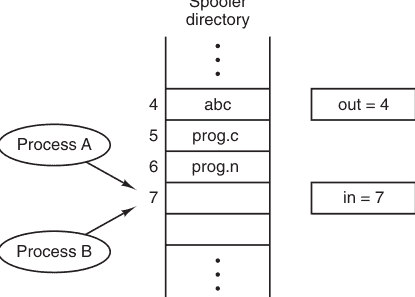 Spooler
directory
4 abc out = 4
Process A
5 prog.c
6 prog.n
7 in = 7
Process B